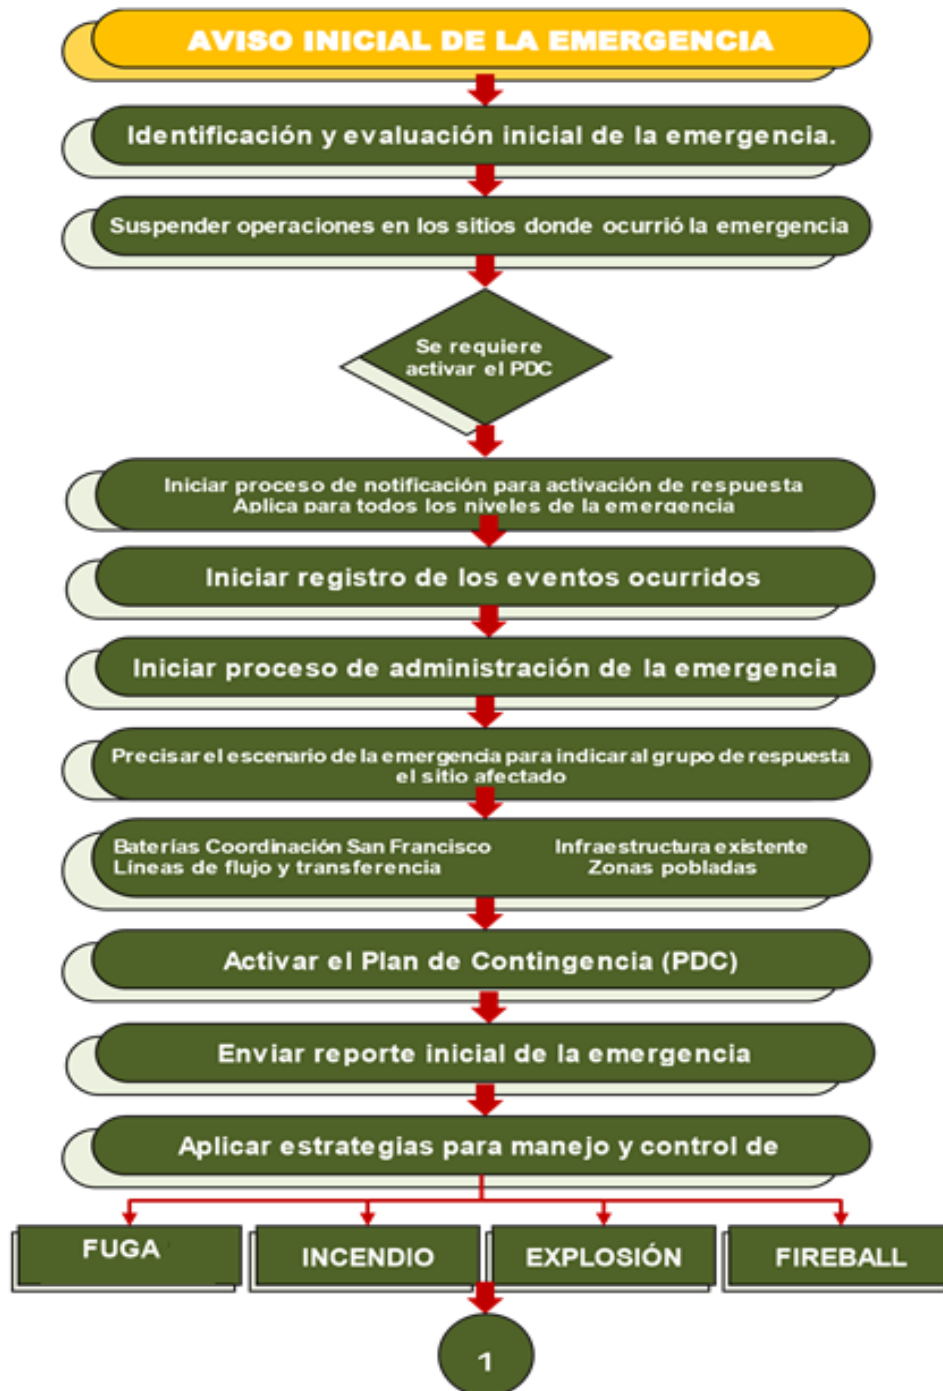 AVISO INICIAL DE LA EMERGENCIA
Identificación y evaluación inicial de la emergencia.
Suspender operaciones en los sitios donde ocurrió la emergencia
Se requiere
activar el PDC
Iniciar proceso de notificación para activación de respuesta
Aplica para todos los niveles de la emergencia
Iniciar registro de los eventos ocurridos
Iniciar proceso de administración de la emergencia
Precisar el escenario de la emergencia para indicar al grupo de respuesta
el sitio afectado
Baterías Coordinación San Francisco Infraestructura existente
Líneas de flujo y transferencia Zonas pobladas
Activar el Plan de Contingencia (PDC)
Enviar reporte inicial de la emergencia
Aplicar estrategias para manejo y control de
FUGA INCENDIO EXPLOSIÓN FIREBALL
1